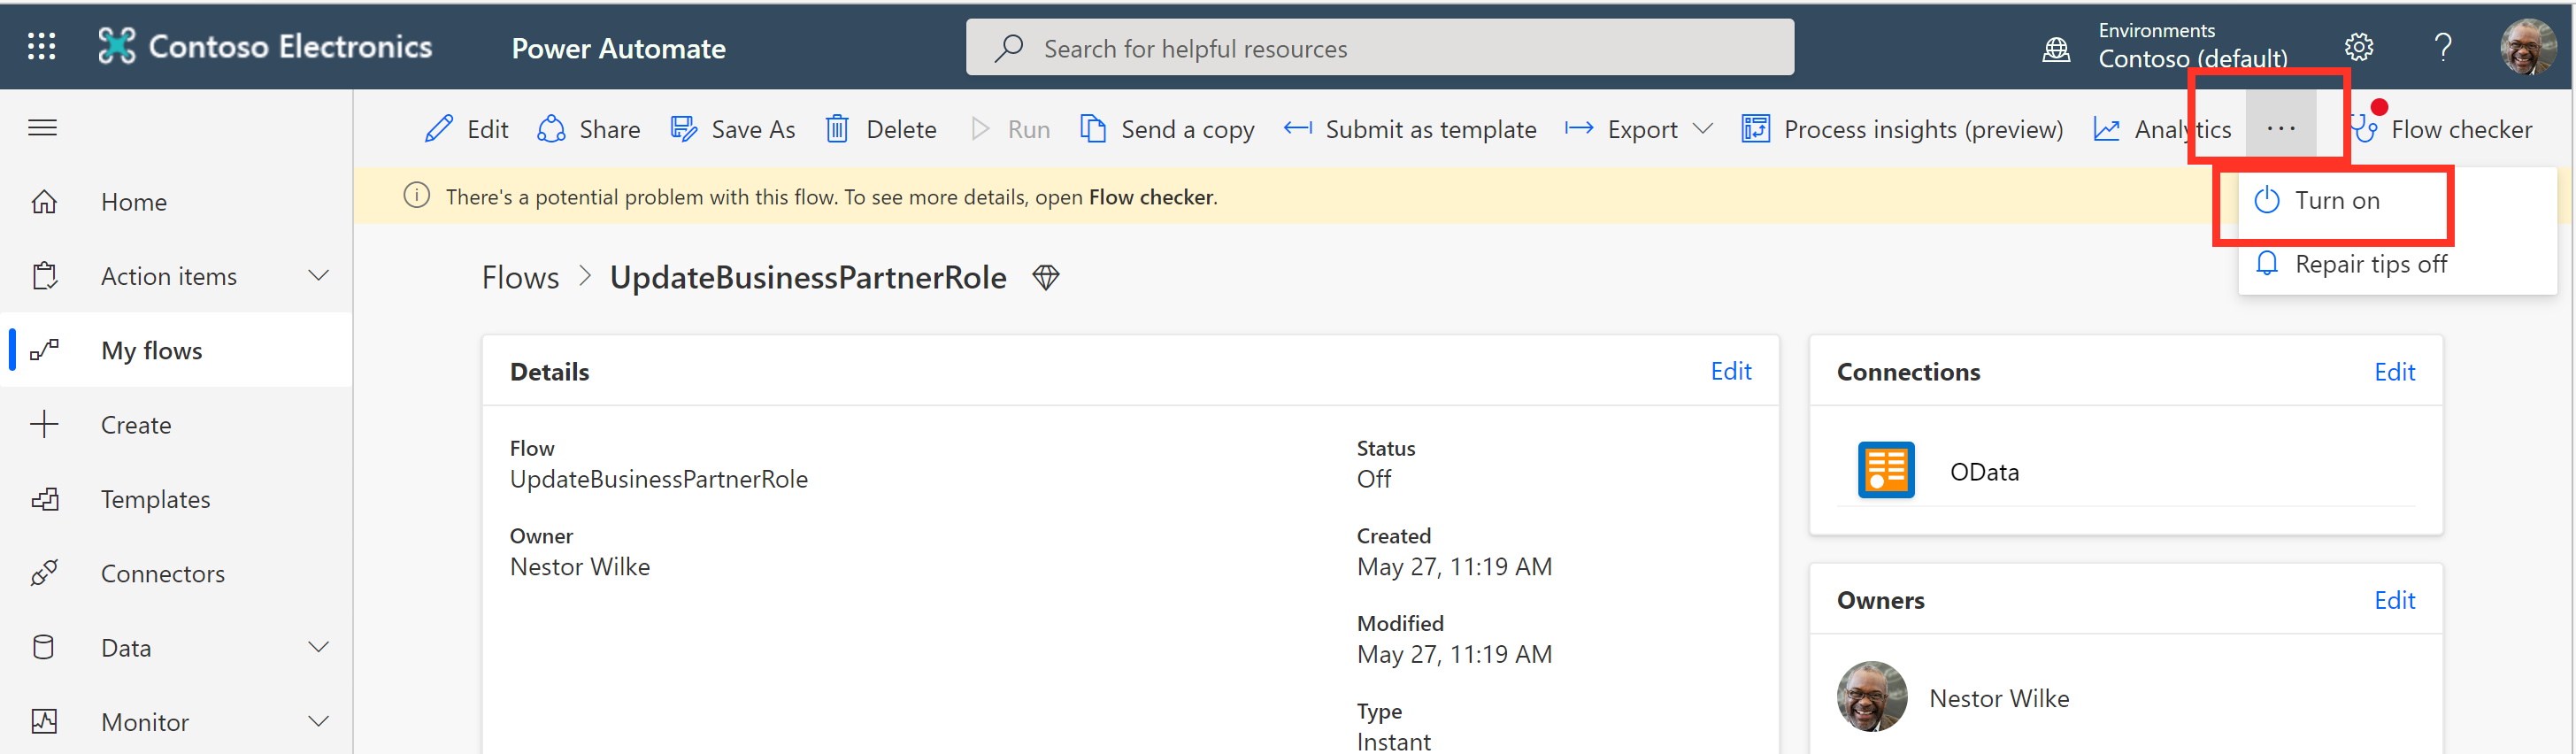 Contoso Electronics
Power Automate
Search for helpful resources
Environments
Contoso (default)
?
Edit
Share
Save As
Delete
Run
Send a copy
Submit as template
Export
Process insights (preview)
Analytics
...
Flow checker
There's a potential problem with this flow. To see more details, open Flow checker.
Turn on
Repair tips off
Home
Action items
My flows
Create
Templates
Connectors
Data
Monitor
Flows > UpdateBusinessPartnerRole
Details
Edit
Flow
UpdateBusinessPartnerRole
Owner
Nestor Wilke
Status
Off
Created
May 27, 11:19 AM
Modified
May 27, 11:19 AM
Type
Instant
Connections
Edit
OData
Owners
Edit
Nestor Wilke